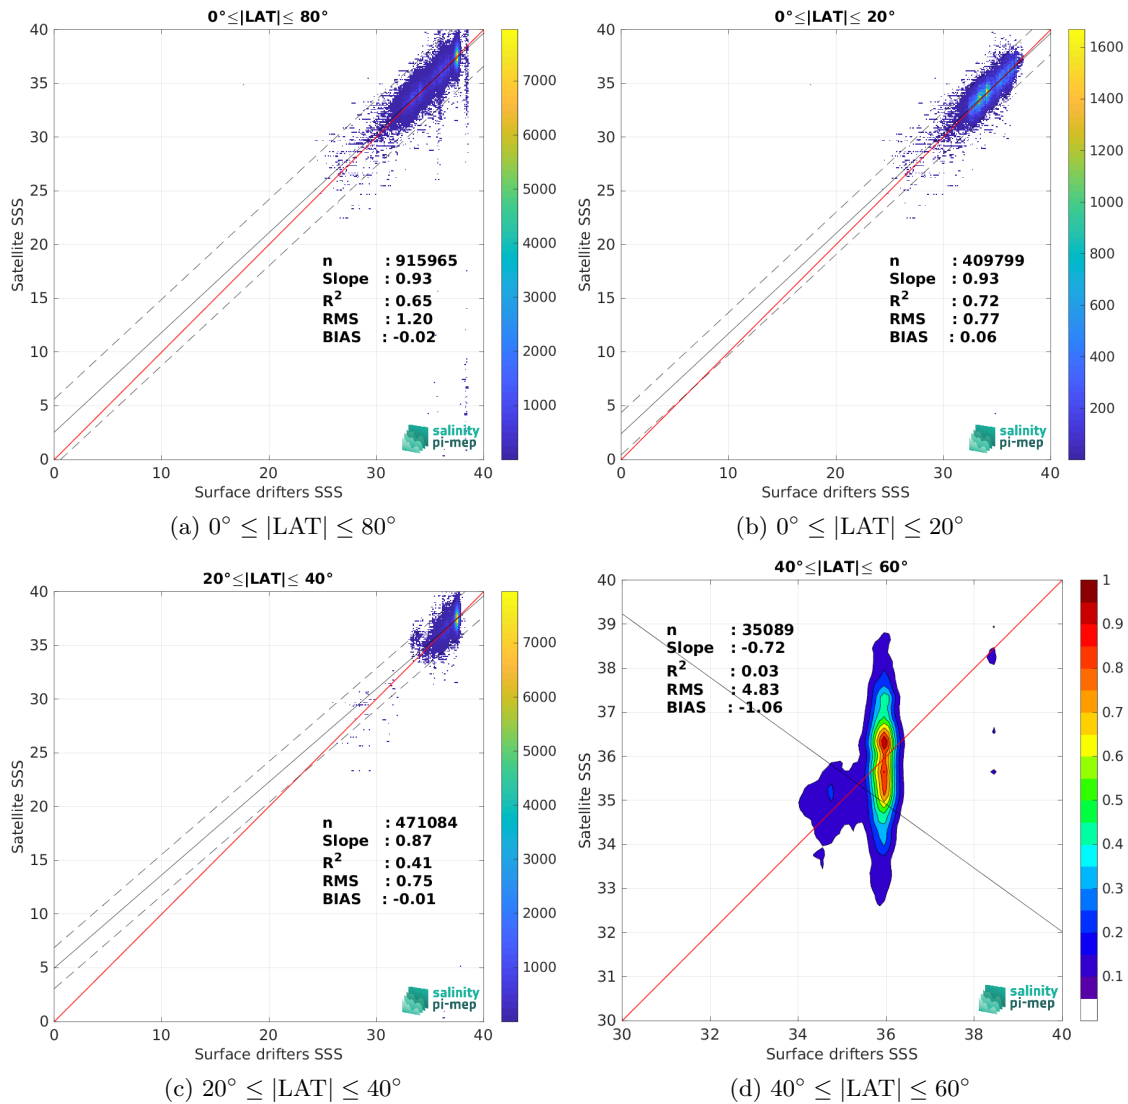 0°≤|LAT|≤ 80°
40
35
30
25
20
15
10
5
0
Satellite SSS
n : 915965
Slope : 0.93
R² : 0.65
RMS : 1.20
BIAS : -0.02
salinity
pi-mep
0 10 20 30 40
Surface drifters SSS
7000
6000
5000
4000
3000
2000
1000
(a) 0° ≤ |LAT| ≤ 80°
0°≤|LAT|≤ 20°
40
35
30
25
20
15
10
5
0
Satellite SSS
n : 409799
Slope : 0.93
R² : 0.72
RMS : 0.77
BIAS : 0.06
salinity
pi-mep
0 10 20 30 40
Surface drifters SSS
1600
1400
1200
1000
800
600
400
200
(b) 0° ≤ |LAT| ≤ 20°
20°≤|LAT|≤ 40°
40
35
30
25
20
15
10
5
0
Satellite SSS
n : 471084
Slope : 0.87
R² : 0.41
RMS : 0.75
BIAS : -0.01
salinity
pi-mep
0 10 20 30 40
Surface drifters SSS
7000
6000
5000
4000
3000
2000
1000
(c) 20° ≤ |LAT| ≤ 40°
40°≤|LAT|≤ 60°
40
39
38
37
36
35
34
33
32
31
30
Satellite SSS
n : 35089
Slope : -0.72
R² : 0.03
RMS : 4.83
BIAS : -1.06
salinity
pi-mep
30 32 34 36 38 40
Surface drifters SSS
1
0.9
0.8
0.7
0.6
0.5
0.4
0.3
0.2
0.1
(d) 40° ≤ |LAT| ≤ 60°